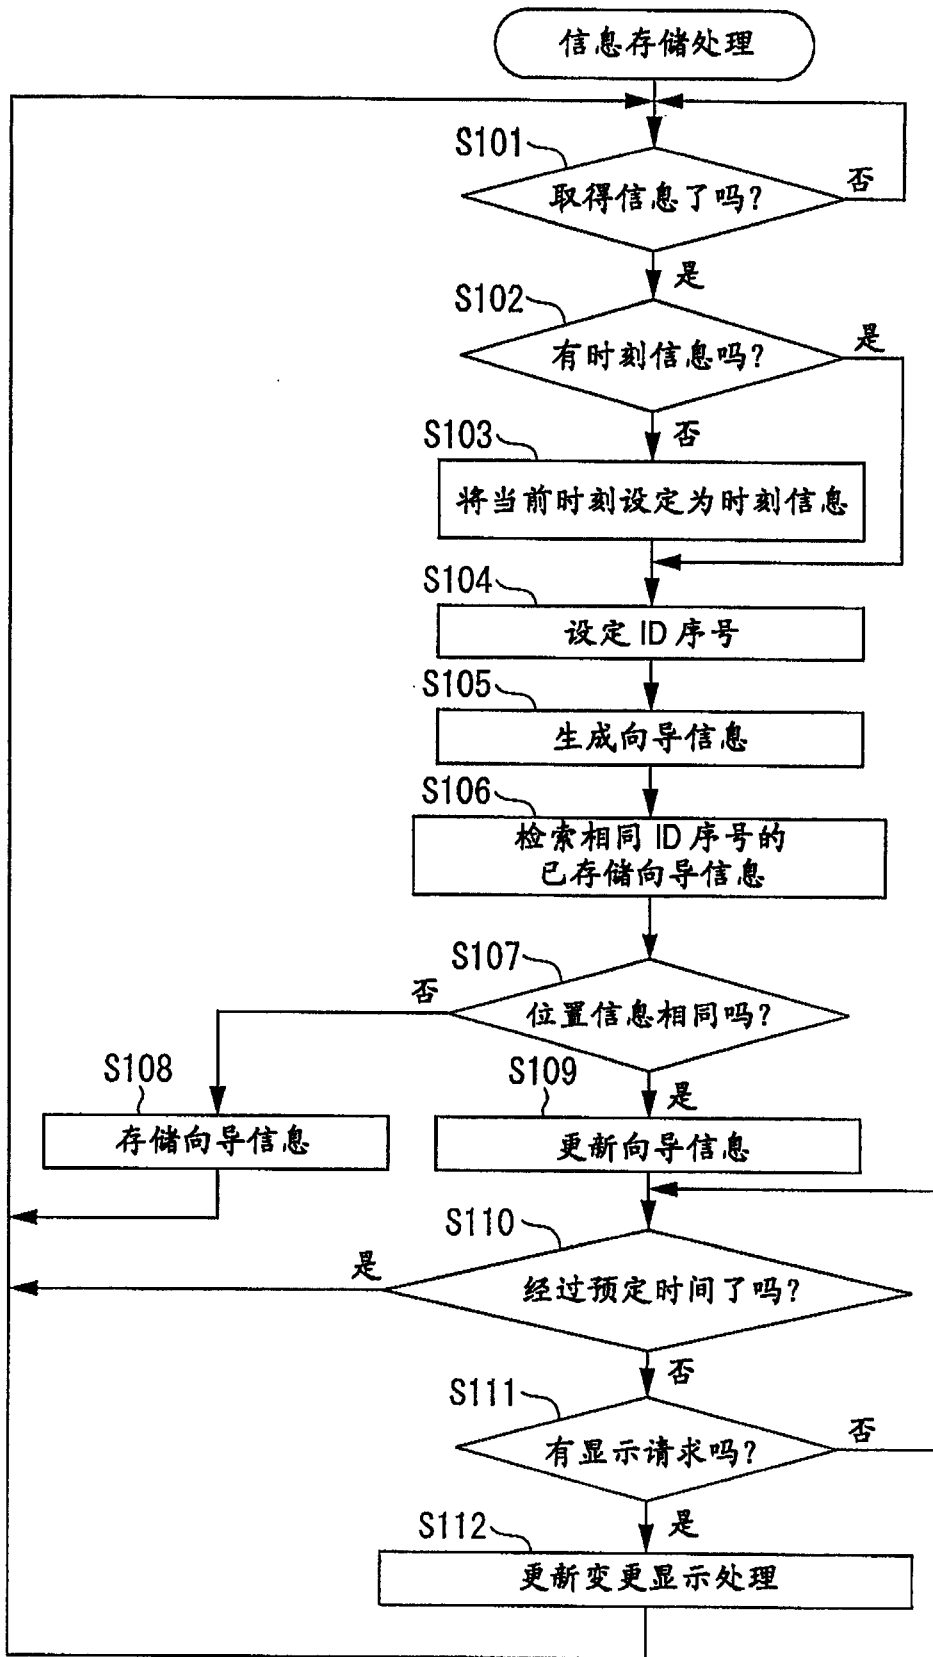 信息存储处理
S101
取得信息了吗？
否
是
S102
有时刻信息吗？
是
否
S103
将当前时刻设定为时刻信息
S104
设定 ID 序号
S105
生成向导信息
S106
检索相同 ID 序号的
已存储向导信息
S107
否
位置信息相同吗？
是
S108
存储向导信息
S109
更新向导信息
S110
是
经过预定时间了吗？
否
S111
有显示请求吗？
否
是
S112
更新变更显示处理